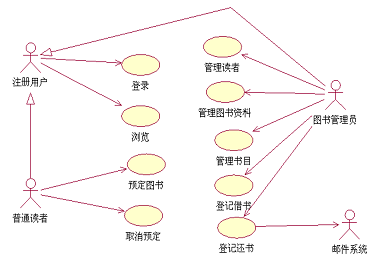 管理读者
注册用户
登录
管理图书资料
图书管理员
浏览
管理书目
预定图书
登记借书
普通读者
取消预定
登记还书
邮件系统